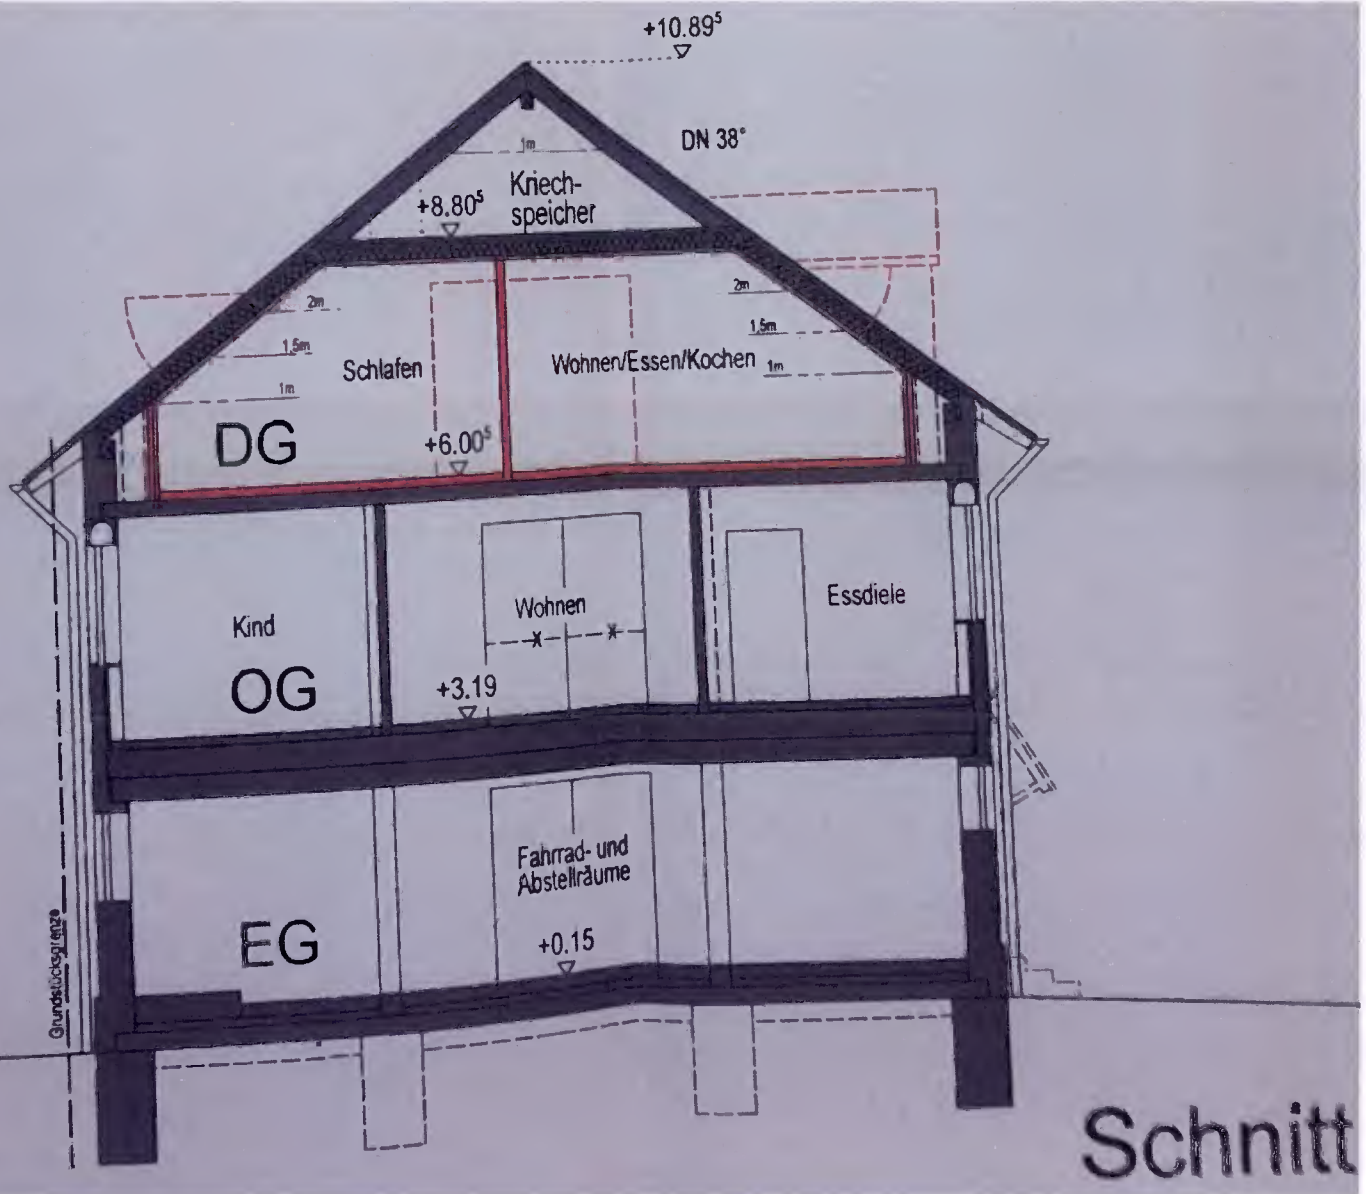 +10.89⁵
DN 38°
1m
Kriech-
speicher
+8.80⁵
2m
2m
1,5m
1,5m
Schlafen
Wohnen/Essen/Kochen
1m
1m
DG
+6.00⁵
Kind
Wohnen
Essdiele
OG
+3.19
Fahrrad- und
Abstellräume
EG
+0.15
Grundstücksgrenze
Schnitt